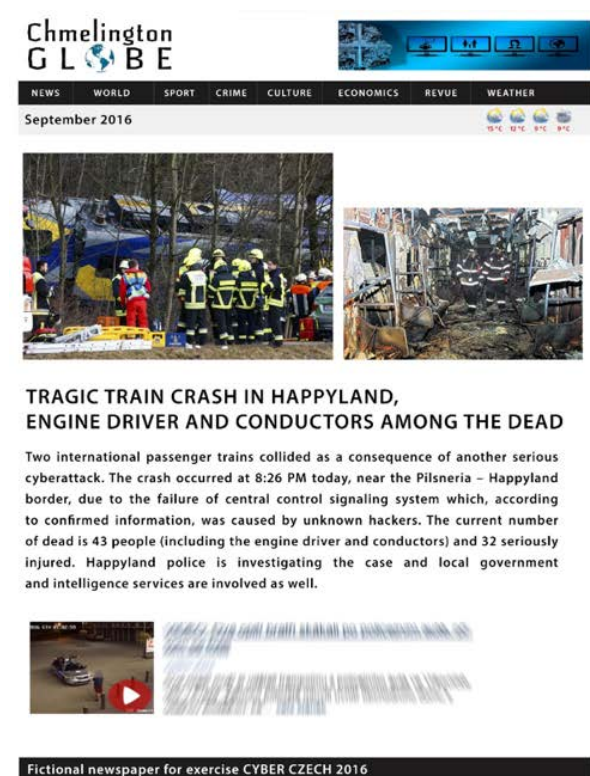 Chmelington
GLOBE
NEWS WORLD SPORT CRIME CULTURE ECONOMICS REVUE WEATHER
September 2016
15°C 12°C 9°C 9°C
TRAGIC TRAIN CRASH IN HAPPYLAND,
ENGINE DRIVER AND CONDUCTORS AMONG THE DEAD
Two international passenger trains collided as a consequence of another serious
cyberattack. The crash occurred at 8:26 PM today, near the Pilsneria – Happyland
border, due to the failure of central control signaling system which, according
to confirmed information, was caused by unknown hackers. The current number
of dead is 43 people (including the engine driver and conductors) and 32 seriously
injured. Happyland police is investigating the case and local government
and intelligence services are involved as well.
Fictional newspaper for exercise CYBER CZECH 2016